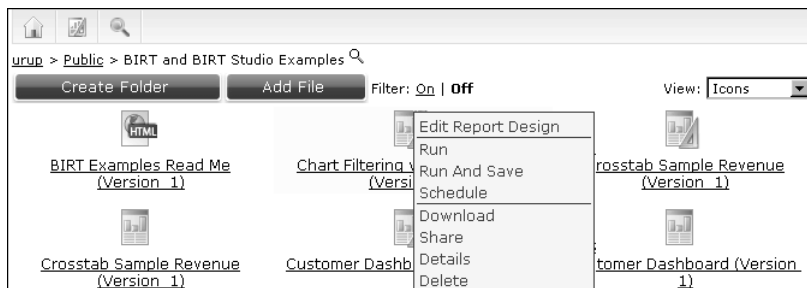 urup > Public > BIRT and BIRT Studio Examples
Create Folder Add File Filter: On | Off View: Icons
HTML
Edit Report Design
Run
Run And Save
Schedule
Download
Share
Details
Delete
BIRT Examples Read Me
(Version 1)
Chart Filtering
rosstab Sample Revenue
(Version 1)
Crosstab Sample Revenue
(Version 1)
Customer Dashb
tomer Dashboard (Version
1)